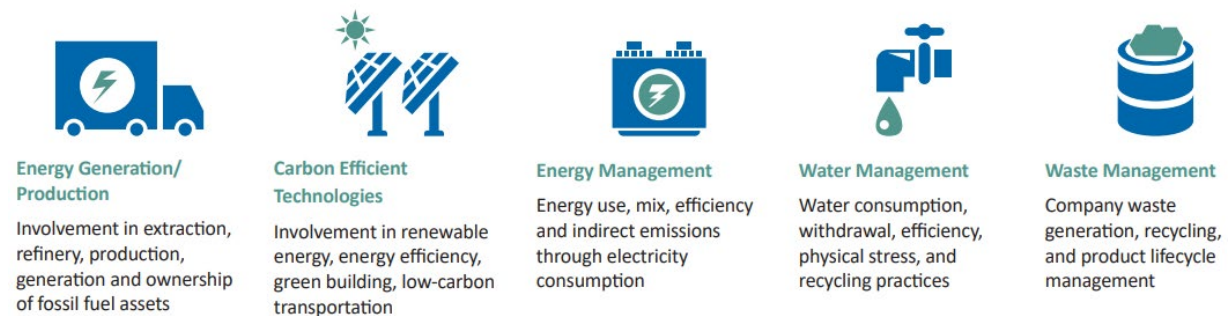 Energy Generation/
Production
Involvement in extraction,
refinery, production,
generation and ownership
of fossil fuel assets
Carbon Efficient
Technologies
Involvement in renewable
energy, energy efficiency,
green building, low-carbon
transportation
Energy Management
Energy use, mix, efficiency
and indirect emissions
through electricity
consumption
Water Management
Water consumption,
withdrawal, efficiency,
physical stress, and
recycling practices
Waste Management
Company waste
generation, recycling,
and product lifecycle
management